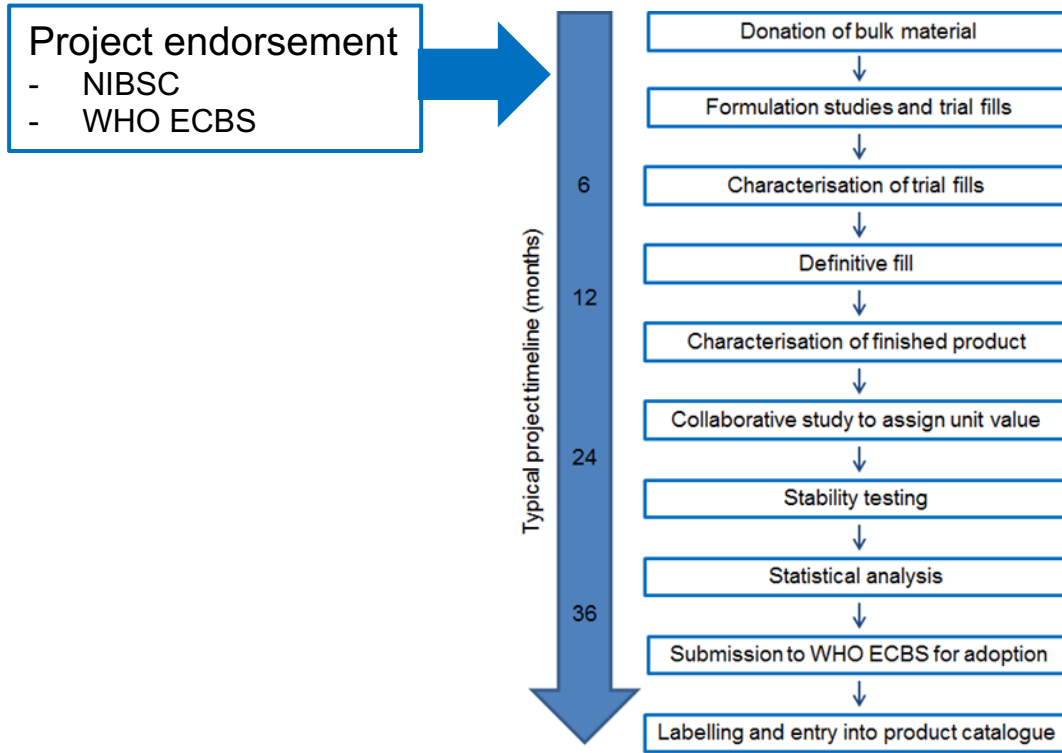 Project endorsement
- NIBSC
- WHO ECBS
Typical project timeline (months)
6
12
24
36
Donation of bulk material
Formulation studies and trial fills
Characterisation of trial fills
Definitive fill
Characterisation of finished product
Collaborative study to assign unit value
Stability testing
Statistical analysis
Submission to WHO ECBS for adoption
Labelling and entry into product catalogue